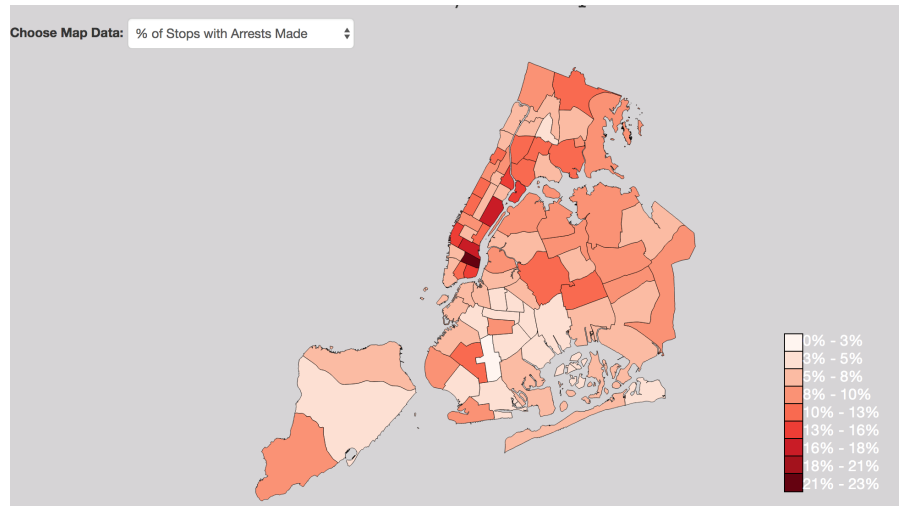 Choose Map Data: % of Stops with Arrests Made
0% - 3%
3% - 5%
5% - 8%
8% - 10%
10% - 13%
13% - 16%
16% - 18%
18% - 21%
21% - 23%